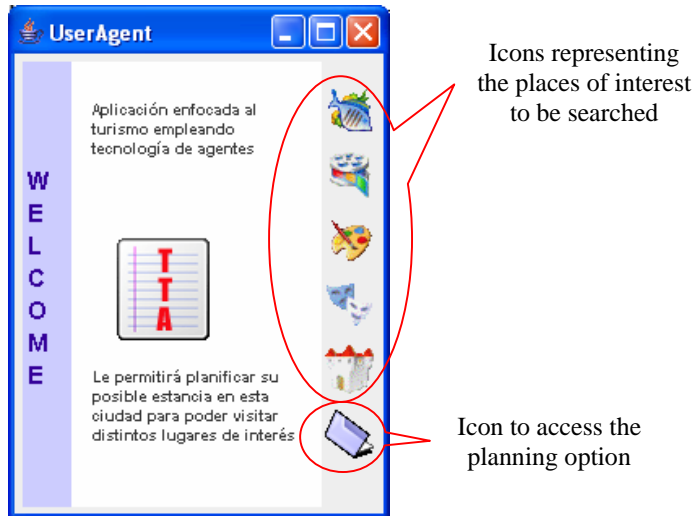 UserAgent
Aplicación enfocada al
turismo empleando
tecnología de agentes
WELCOME
T
T
A
Le permitirá planificar su
posible estancia en esta
ciudad para poder visitar
distintos lugares de interés
Icons representing
the places of interest
to be searched
Icon to access the
planning option